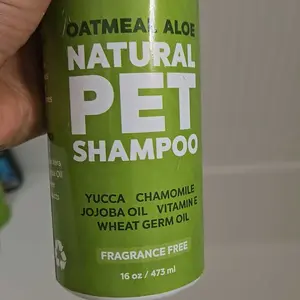 OATMEAL ALOE
NATURAL
PET
SHAMPOO
YUCCA CHAMOMILE
JOJOBA OIL VITAMIN E
WHEAT GERM OIL
FRAGRANCE FREE
16 oz / 473 ml